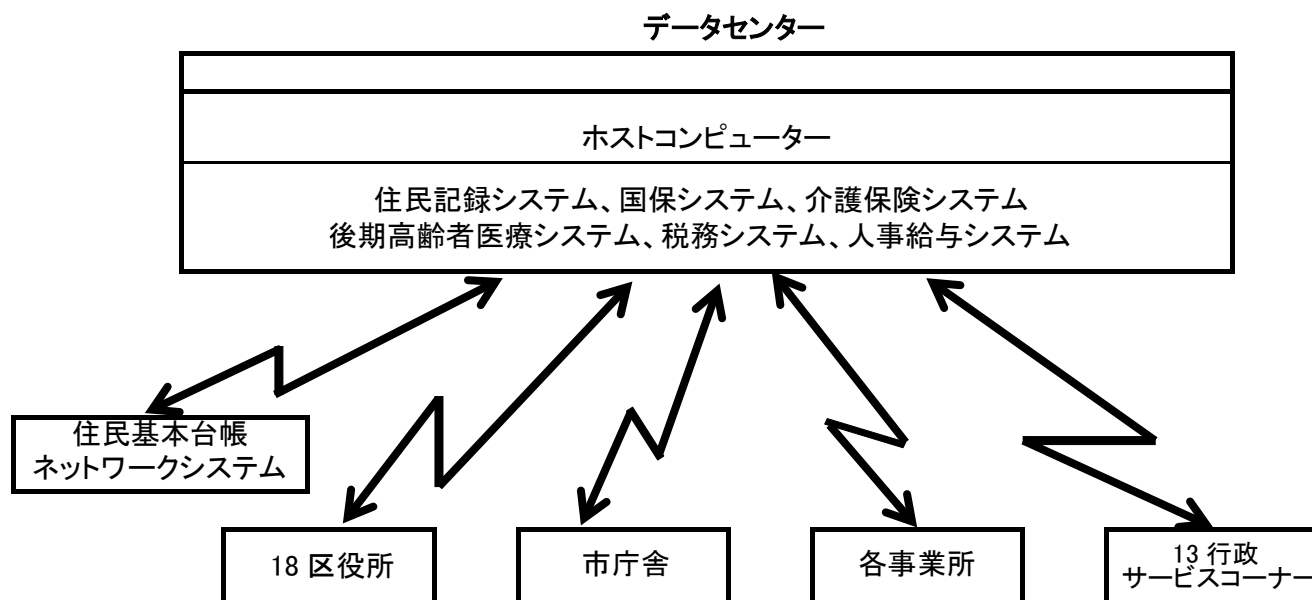 データセンター
ホストコンピューター
住民記録システム、国保システム、介護保険システム
後期高齢者医療システム、税務システム、人事給与システム
住民基本台帳
ネットワークシステム
18 区役所
市庁舎
各事業所
13 行政
サービスコーナー